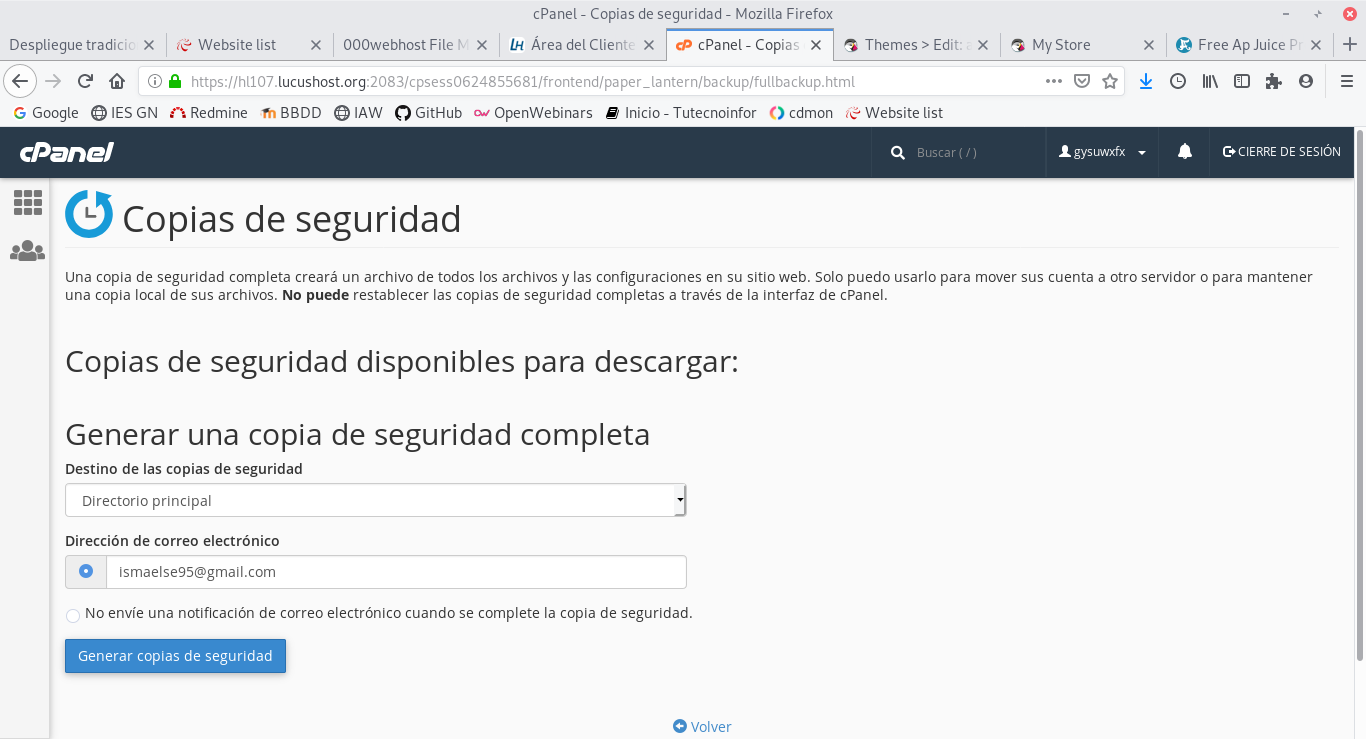 cPanel - Copias de seguridad - Mozilla Firefox
Despliegue tradicio
Website list
000webhost File M
Área del Cliente
cPanel - Copias
Themes > Edit: a
My Store
Free Ap Juice Pr
https://hl107.lucushost.org:2083/cpsess0624855681/frontend/paper_lantern/backup/fullbackup.html
Google IES GN Redmine BBDD IAW GitHub OpenWebinars Inicio - Tutecnoinfor cdmon Website list
cPanel
Buscar ( / )
gysuwxfx
CIERRE DE SESIÓN
Copias de seguridad
Una copia de seguridad completa creará un archivo de todos los archivos y las configuraciones en su sitio web. Solo puedo usarlo para mover sus cuenta a otro servidor o para mantener
una copia local de sus archivos. No puede restablecer las copias de seguridad completas a través de la interfaz de cPanel.
Copias de seguridad disponibles para descargar:
Generar una copia de seguridad completa
Destino de las copias de seguridad
Directorio principal
Dirección de correo electrónico
ismaelse95@gmail.com
No envíe una notificación de correo electrónico cuando se complete la copia de seguridad.
Generar copias de seguridad
Volver